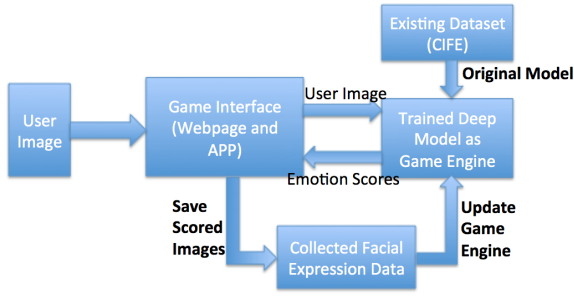 Existing Dataset
(CIFE)
Original Model
User Image
Game Interface
(Webpage and
APP)
User
Image
Trained Deep
Model as
Game Engine
Emotion Scores
Save
Scored
Images
Update
Game
Engine
Collected Facial
Expression Data